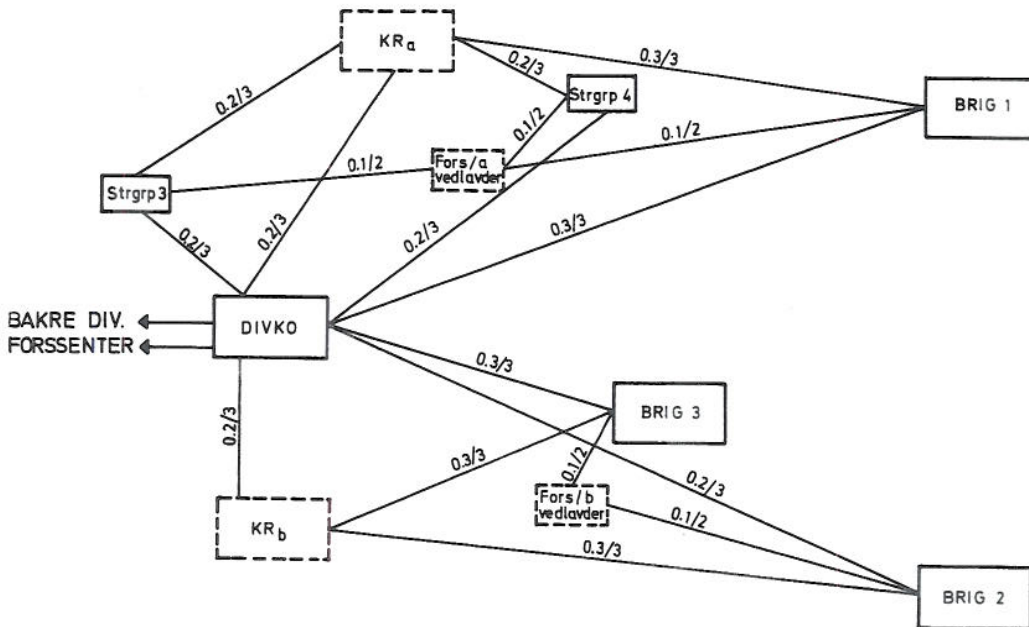 KRa
0.3/3
0.2/3
0.2/3
Strgrp 4
BRIG 1
0.1/2
0.1/2
Fors/a
vedlavder
0.1/2
Strgrp3
0.2/3
0.2/3
0.2/3
0.3/3
BAKRE DIV.
FORSSENTER
DIVKO
0.3/3
BRIG 3
0.2/3
0.3/3
0.1/2
0.2/3
Fors/b
vedlavder
0.1/2
KRb
0.3/3
BRIG 2